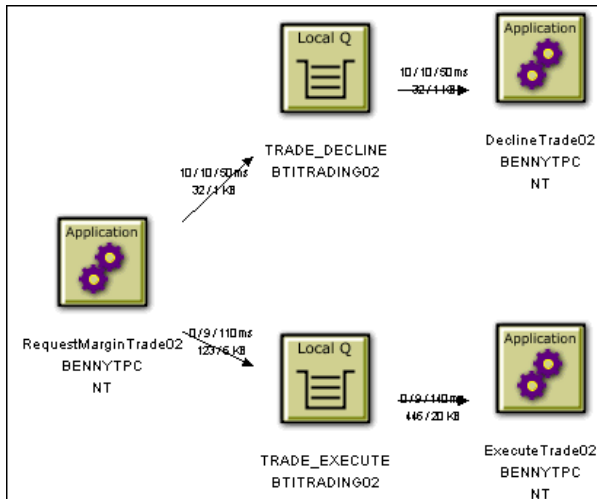 Local Q
Application
10/10/50ms
32/1 KB
TRADE_DECLINE
BTITRADING02
DeclineTrade02
BENNYTPC
NT
10/10/50ms
32/1 KB
Application
RequestMarginTrade02
BENNYTPC
NT
0/9/110ms
123/6 KB
Local Q
Application
0/9/140ms
446/20 KB
TRADE_EXECUTE
BTITRADING02
ExecuteTrade02
BENNYTPC
NT